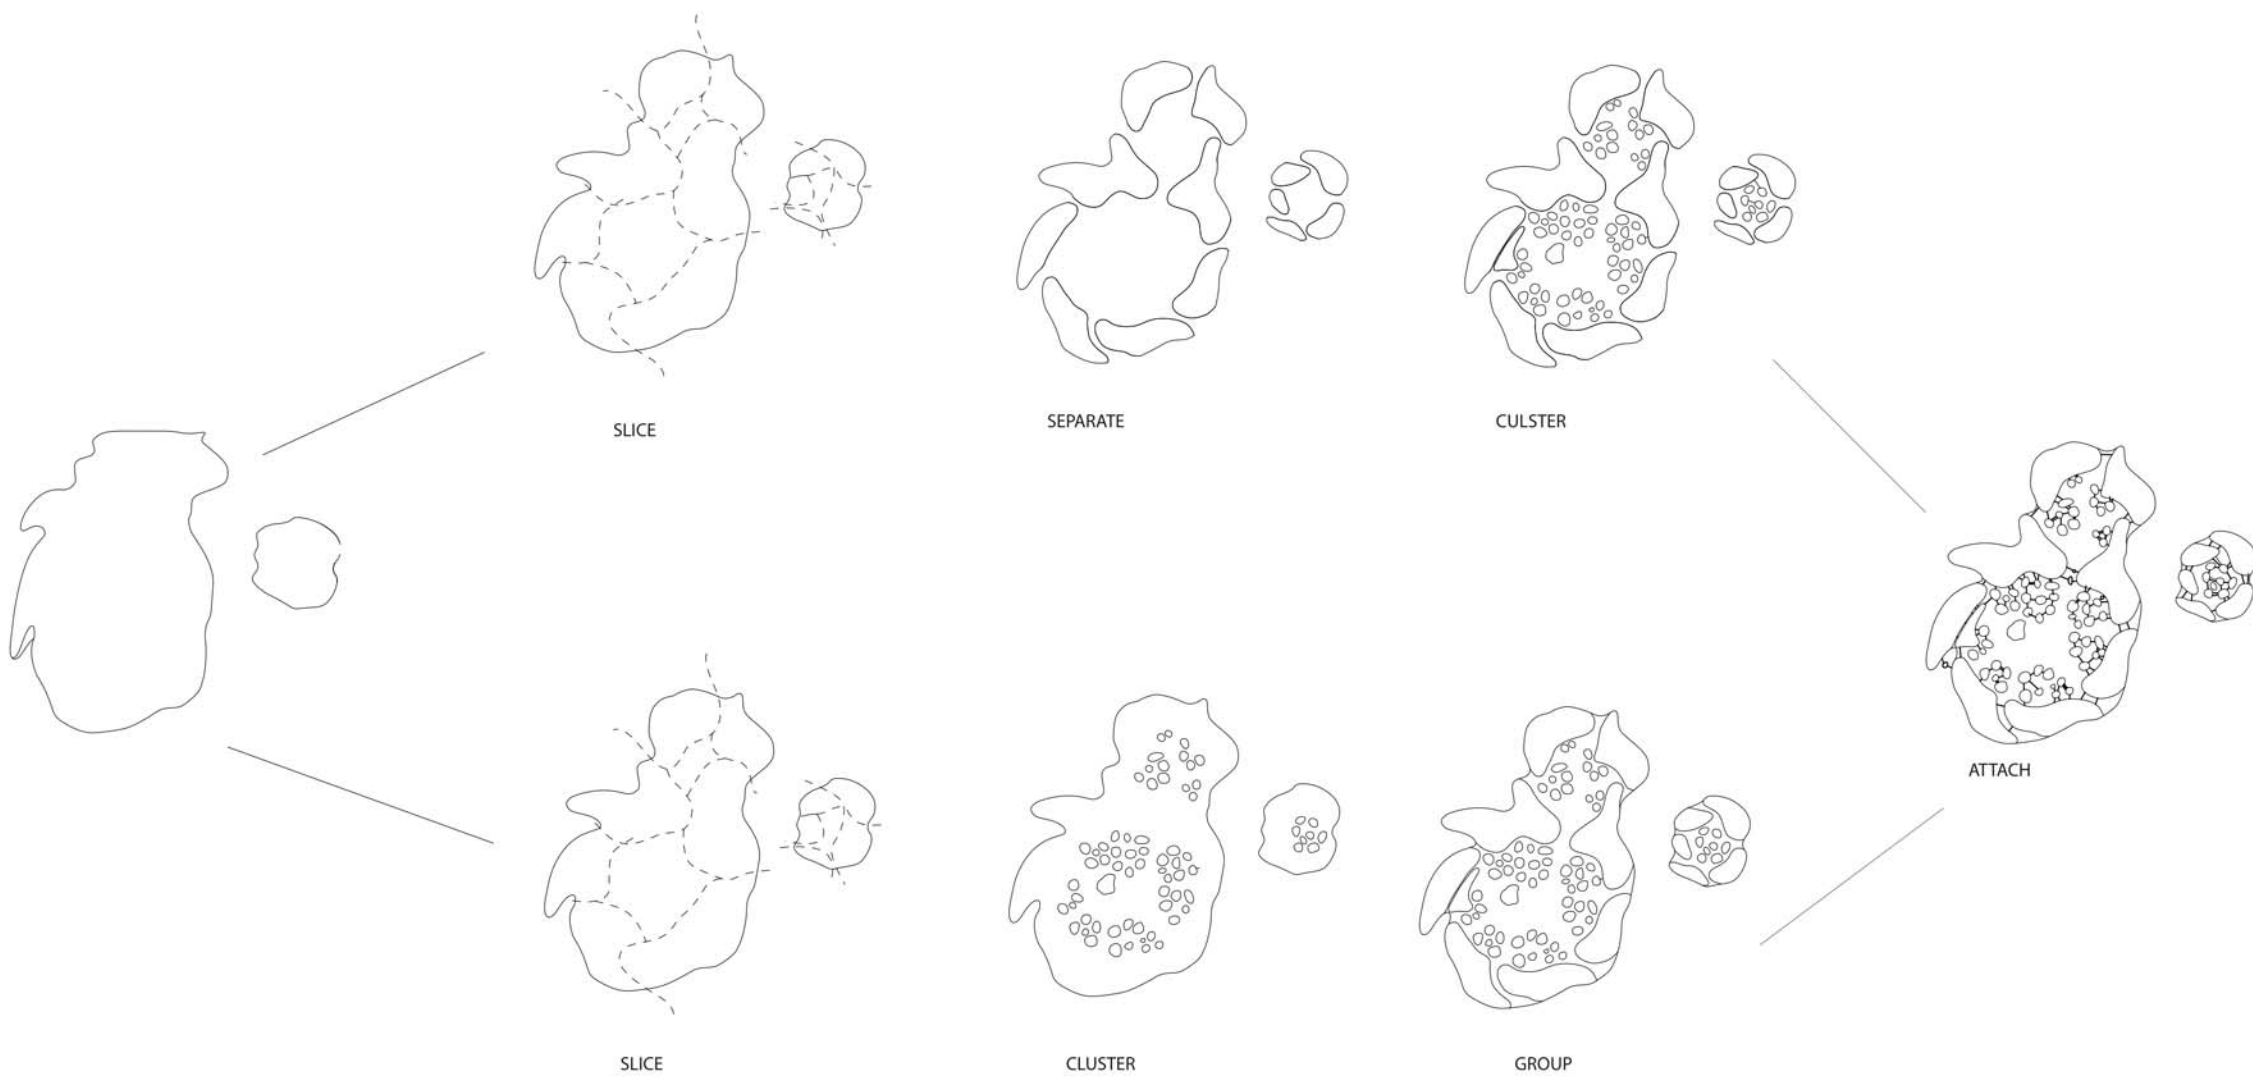 SLICE
SEPARATE
CULSTER
ATTACH
SLICE
CLUSTER
GROUP